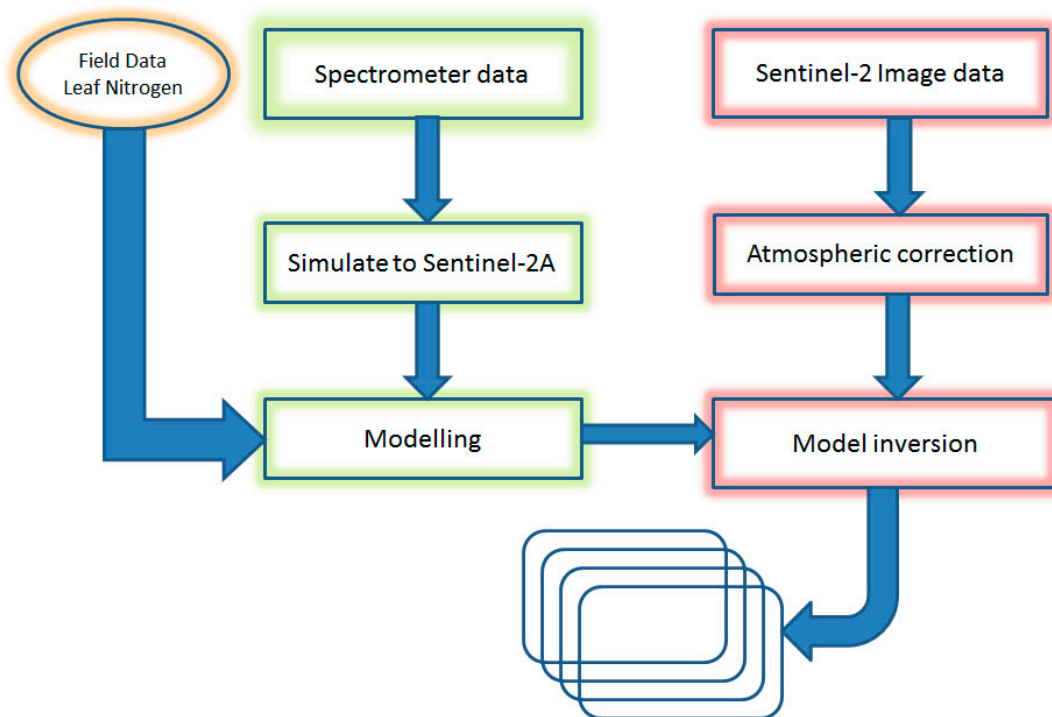 Field Data
Leaf Nitrogen
Spectrometer data
Sentinel-2 Image data
Simulate to Sentinel-2A
Atmospheric correction
Modelling
Model inversion